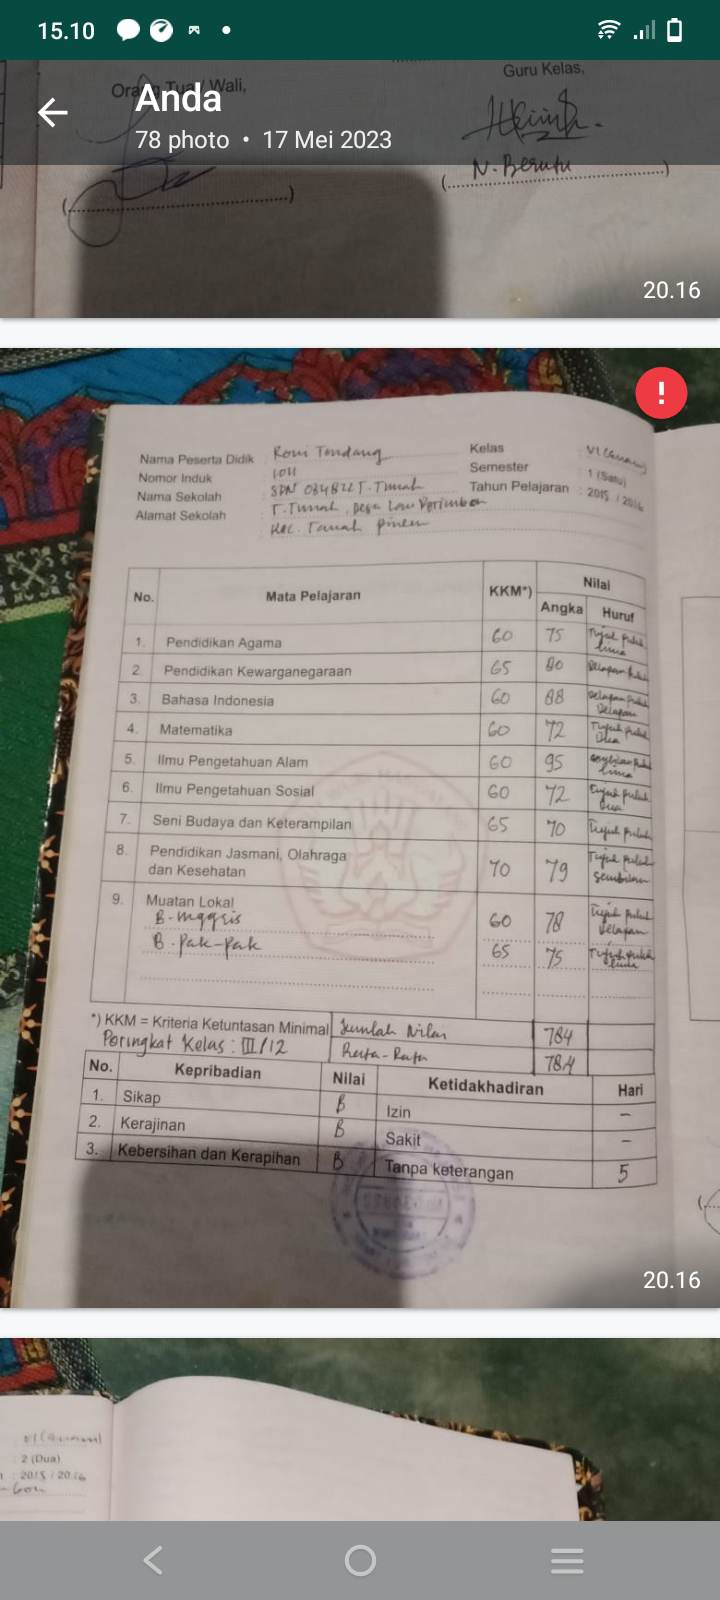 15.10
Orang Tua / Wali,
Guru Kelas,
Anda
78 photo • 17 Mei 2023
N. Berutu
(....................................)
(....................................)
20.16
Nama Peserta Didik Roni Tondang
Kelas : VI (Enam)
Nomor Induk 1011
Semester : 1 (Satu)
Nama Sekolah SDN 034822 T. Tunah
Tahun Pelajaran : 2015 / 2016
Alamat Sekolah T. Tunah, Desa Lau Perimbon
Kec. Tanah Pinem
No. Mata Pelajaran KKM*) Nilai
Angka Huruf
1. Pendidikan Agama 60 75 Tujuh puluh lima
2. Pendidikan Kewarganegaraan 65 80 Delapan puluh
3. Bahasa Indonesia 60 88 Delapan puluh Delapan
4. Matematika 60 72 Tujuh puluh Dua
5. Ilmu Pengetahuan Alam 60 95 lima
6. Ilmu Pengetahuan Sosial 60 72 Tujuh puluh Dua
7. Seni Budaya dan Keterampilan 65 70 Tujuh puluh
8. Pendidikan Jasmani, Olahraga
dan Kesehatan 70 79 Tujuh puluh sembilan
9. Muatan Lokal
B. Inggris 60 78 Tujuh puluh Delapan
B. Pak-pak 65 75 Tujuh puluh lima
*) KKM = Kriteria Ketuntasan Minimal Jumlah Nilai 784
Peringkat Kelas : III/12 Rata-Rata 78,4
No. Kepribadian Nilai Ketidakhadiran Hari
1. Sikap B Izin -
2. Kerajinan B Sakit -
3. Kebersihan dan Kerapihan B Tanpa keterangan 5
20.16
VI (Enam)
: 2 (Dua)
: 2015 / 2016